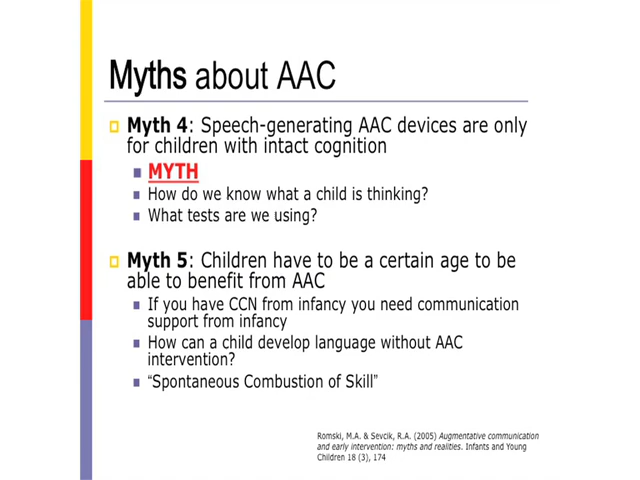 Myths about AAC
Myth 4: Speech-generating AAC devices are only
for children with intact cognition
MYTH
How do we know what a child is thinking?
What tests are we using?
Myth 5: Children have to be a certain age to be
able to benefit from AAC
If you have CCN from infancy you need communication
support from infancy
How can a child develop language without AAC
intervention?
“Spontaneous Combustion of Skill”
Romski, M.A. & Sevcik, R.A. (2005) Augmentative communication
and early intervention: myths and realities. Infants and Young
Children 18 (3), 174